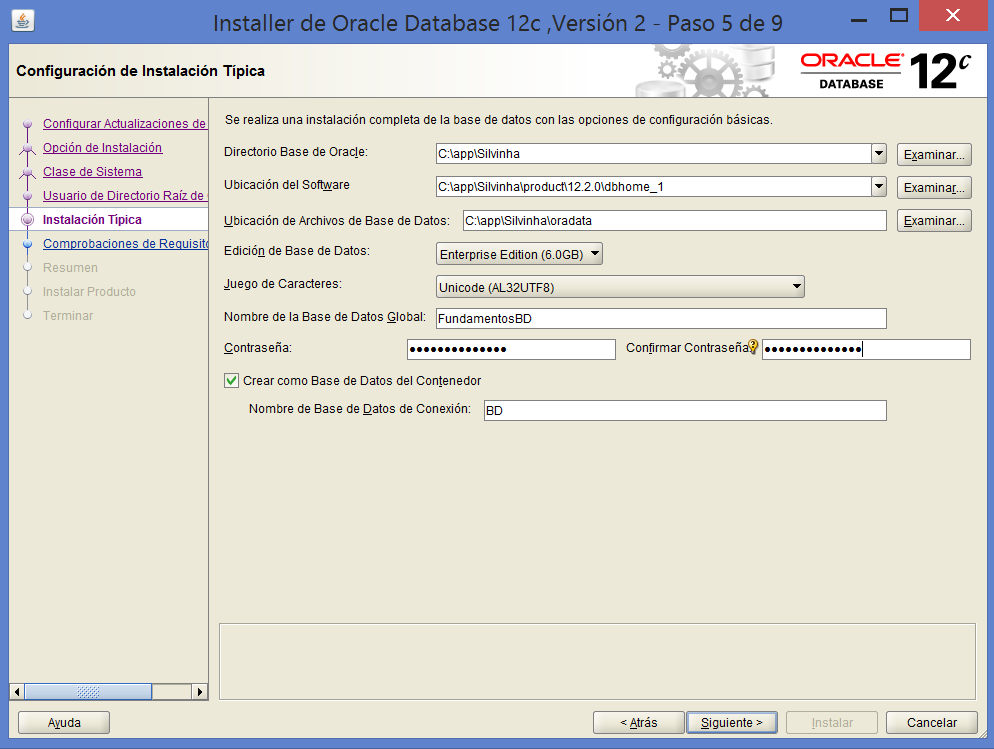 Installer de Oracle Database 12c ,Versión 2 - Paso 5 de 9
Configuración de Instalación Típica
ORACLE
DATABASE
12c
Configurar Actualizaciones de
Opción de Instalación
Clase de Sistema
Usuario de Directorio Raíz de
Instalación Típica
Comprobaciones de Requisito
Resumen
Instalar Producto
Terminar
Se realiza una instalación completa de la base de datos con las opciones de configuración básicas.
Directorio Base de Oracle: C:\app\Silvinha Examinar...
Ubicación del Software C:\app\Silvinha\product\12.2.0\dbhome_1 Examinar...
Ubicación de Archivos de Base de Datos: C:\app\Silvinha\oradata Examinar...
Edición de Base de Datos: Enterprise Edition (6.0GB)
Juego de Caracteres: Unicode (AL32UTF8)
Nombre de la Base de Datos Global: FundamentosBD
Contraseña: •••••••••••••• Confirmar Contraseña ••••••••••••••
Crear como Base de Datos del Contenedor
Nombre de Base de Datos de Conexión: BD
Ayuda < Atrás Siguiente > Instalar Cancelar